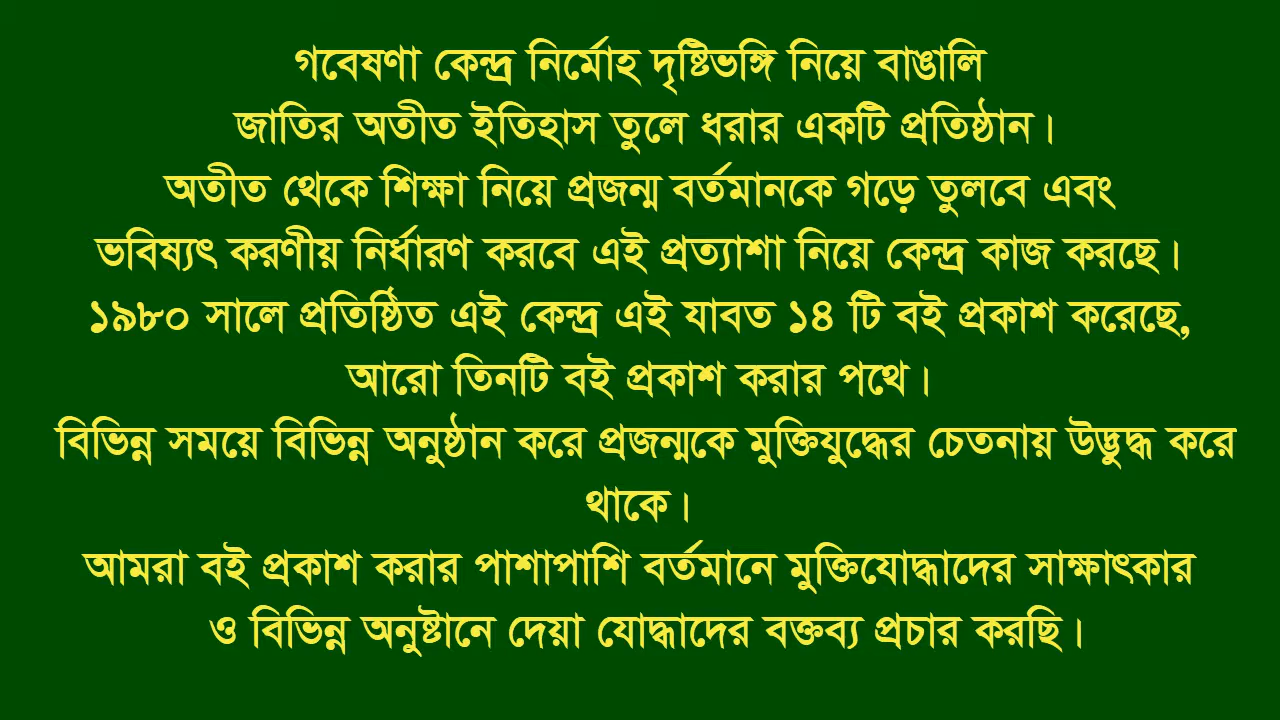 গবেষণা কেন্দ্র নির্মোহ দৃষ্টিভঙ্গি নিয়ে বাঙালি
জাতির অতীত ইতিহাস তুলে ধরার একটি প্রতিষ্ঠান।
অতীত থেকে শিক্ষা নিয়ে প্রজন্ম বর্তমানকে গড়ে তুলবে এবং
ভবিষ্যৎ করণীয় নির্ধারণ করবে এই প্রত্যাশা নিয়ে কেন্দ্র কাজ করছে।
১৯৮০ সালে প্রতিষ্ঠিত এই কেন্দ্র এই যাবত ১৪ টি বই প্রকাশ করেছে,
আরো তিনটি বই প্রকাশ করার পথে।
বিভিন্ন সময়ে বিভিন্ন অনুষ্ঠান করে প্রজন্মকে মুক্তিযুদ্ধের চেতনায় উদ্ভুদ্ধ করে
থাকে।
আমরা বই প্রকাশ করার পাশাপাশি বর্তমানে মুক্তিযোদ্ধাদের সাক্ষাৎকার
ও বিভিন্ন অনুষ্টানে দেয়া যোদ্ধাদের বক্তব্য প্রচার করছি।